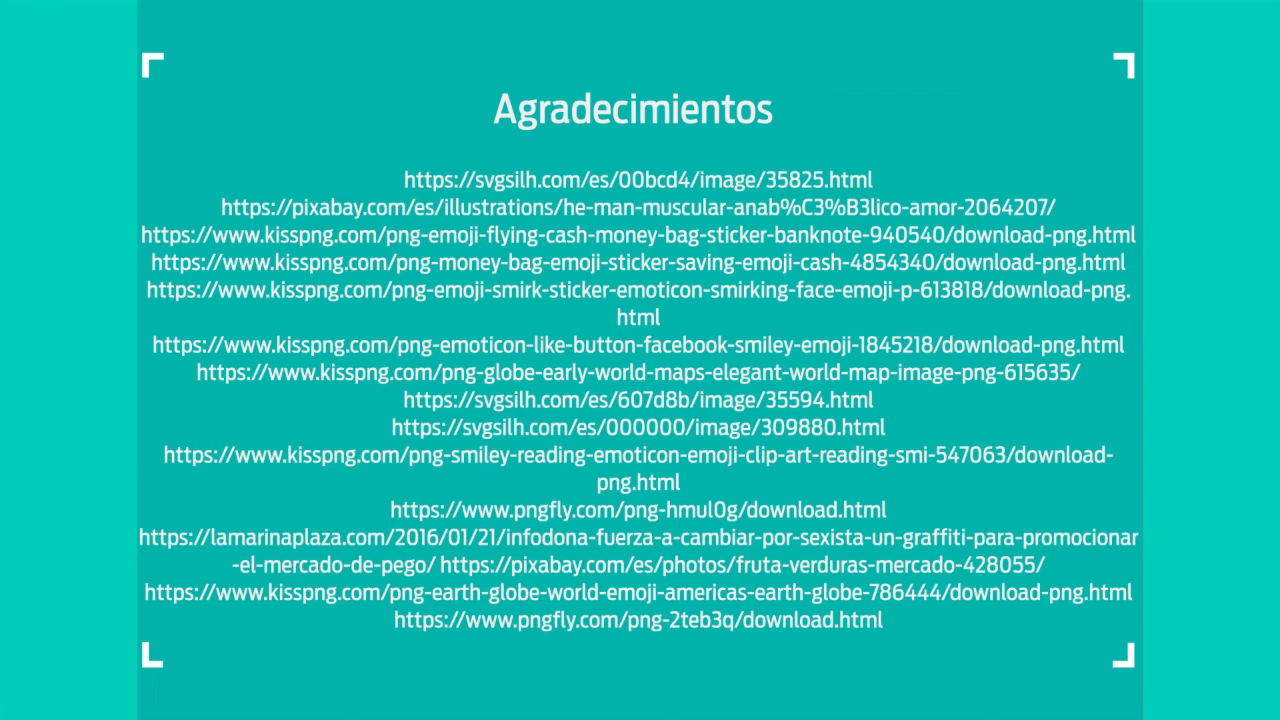 Agradecimientos
https://svgsilh.com/es/00bcd4/image/35825.html
https://pixabay.com/es/illustrations/he-man-muscular-anab%C3%B3lico-amor-2064207/
https://www.kisspng.com/png-emoji-flying-cash-money-bag-sticker-banknote-940540/download-png.html
https://www.kisspng.com/png-money-bag-emoji-sticker-saving-emoji-cash-4854340/download-png.html
https://www.kisspng.com/png-emoji-smirk-sticker-emoticon-smirking-face-emoji-p-613818/download-png.
html
https://www.kisspng.com/png-emoticon-like-button-facebook-smiley-emoji-1845218/download-png.html
https://www.kisspng.com/png-globe-early-world-maps-elegant-world-map-image-png-615635/
https://svgsilh.com/es/607d8b/image/35594.html
https://svgsilh.com/es/000000/image/309880.html
https://www.kisspng.com/png-smiley-reading-emoticon-emoji-clip-art-reading-smi-547063/download-
png.html
https://www.pngfly.com/png-hmul0g/download.html
https://lamarinaplaza.com/2016/01/21/infodona-fuerza-a-cambiar-por-sexista-un-graffiti-para-promocionar
-el-mercado-de-pego/ https://pixabay.com/es/photos/fruta-verduras-mercado-428055/
https://www.kisspng.com/png-earth-globe-world-emoji-americas-earth-globe-786444/download-png.html
https://www.pngfly.com/png-2teb3q/download.html